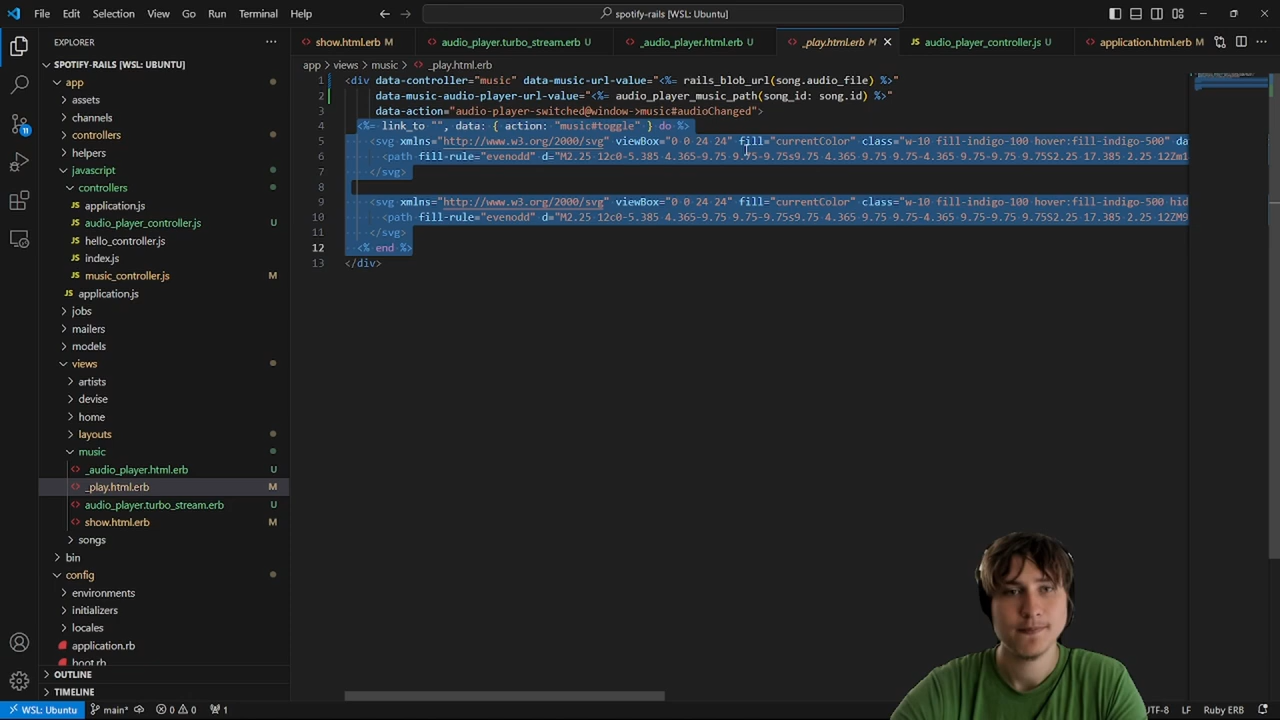 File Edit Selection View Go Run Terminal Help
spotify-rails [WSL: Ubuntu]
EXPLORER
SPOTIFY-RAILS [WSL: UBUNTU]
app
assets
channels
controllers
helpers
javascript
controllers
application.js
audio_player_controller.js U
hello_controller.js
index.js
music_controller.js M
application.js
jobs
mailers
models
views
artists
devise
home
layouts
music
_audio_player.html.erb U
_play.html.erb M
audio_player.turbo_stream.erb U
show.html.erb M
songs
bin
config
environments
initializers
locales
application.rb
boot.rb
OUTLINE
TIMELINE
show.html.erb M audio_player.turbo_stream.erb U _audio_player.html.erb U _play.html.erb M audio_player_controller.js U application.html.erb M
app > views > music > _play.html.erb
1 <div data-controller="music" data-music-url-value="<%= rails_blob_url(song.audio_file) %>"
2 data-music-audio-player-url-value="<%= audio_player_music_path(song_id: song.id) %>"
3 data-action="audio-player-switched@window->music#audioChanged">
4 <%= link_to "", data: { action: "music#toggle" } do %>
5 <svg xmlns="http://www.w3.org/2000/svg" viewBox="0 0 24 24" fill="currentColor" class="w-10 fill-indigo-100 hover:fill-indigo-500" da
6 <path fill-rule="evenodd" d="M2.25 12c0-5.385 4.365-9.75 9.75-9.75s9.75 4.365 9.75 9.75-4.365 9.75-9.75 9.75S2.25 17.385 2.25 12Zm1
7 </svg>
8
9 <svg xmlns="http://www.w3.org/2000/svg" viewBox="0 0 24 24" fill="currentColor" class="w-10 fill-indigo-100 hover:fill-indigo-500 hid
10 <path fill-rule="evenodd" d="M2.25 12c0-5.385 4.365-9.75 9.75-9.75s9.75 4.365 9.75 9.75-4.365 9.75-9.75 9.75S2.25 17.385 2.25 12ZM9
11 </svg>
12 <% end %>
13 </div>
WSL: Ubuntu main* 0 0 1 UTF-8 LF Ruby ERB
11